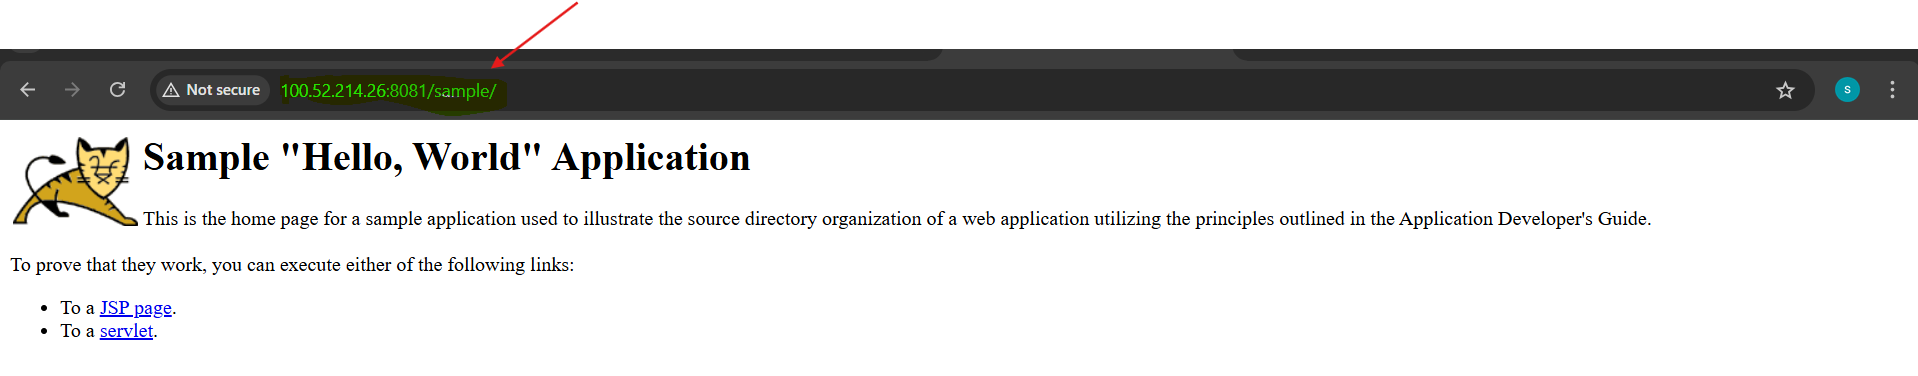 Not secure 100.52.214.26:8081/sample/ S
Sample "Hello, World" Application
This is the home page for a sample application used to illustrate the source directory organization of a web application utilizing the principles outlined in the Application Developer's Guide.
To prove that they work, you can execute either of the following links:
• To a JSP page.
• To a servlet.